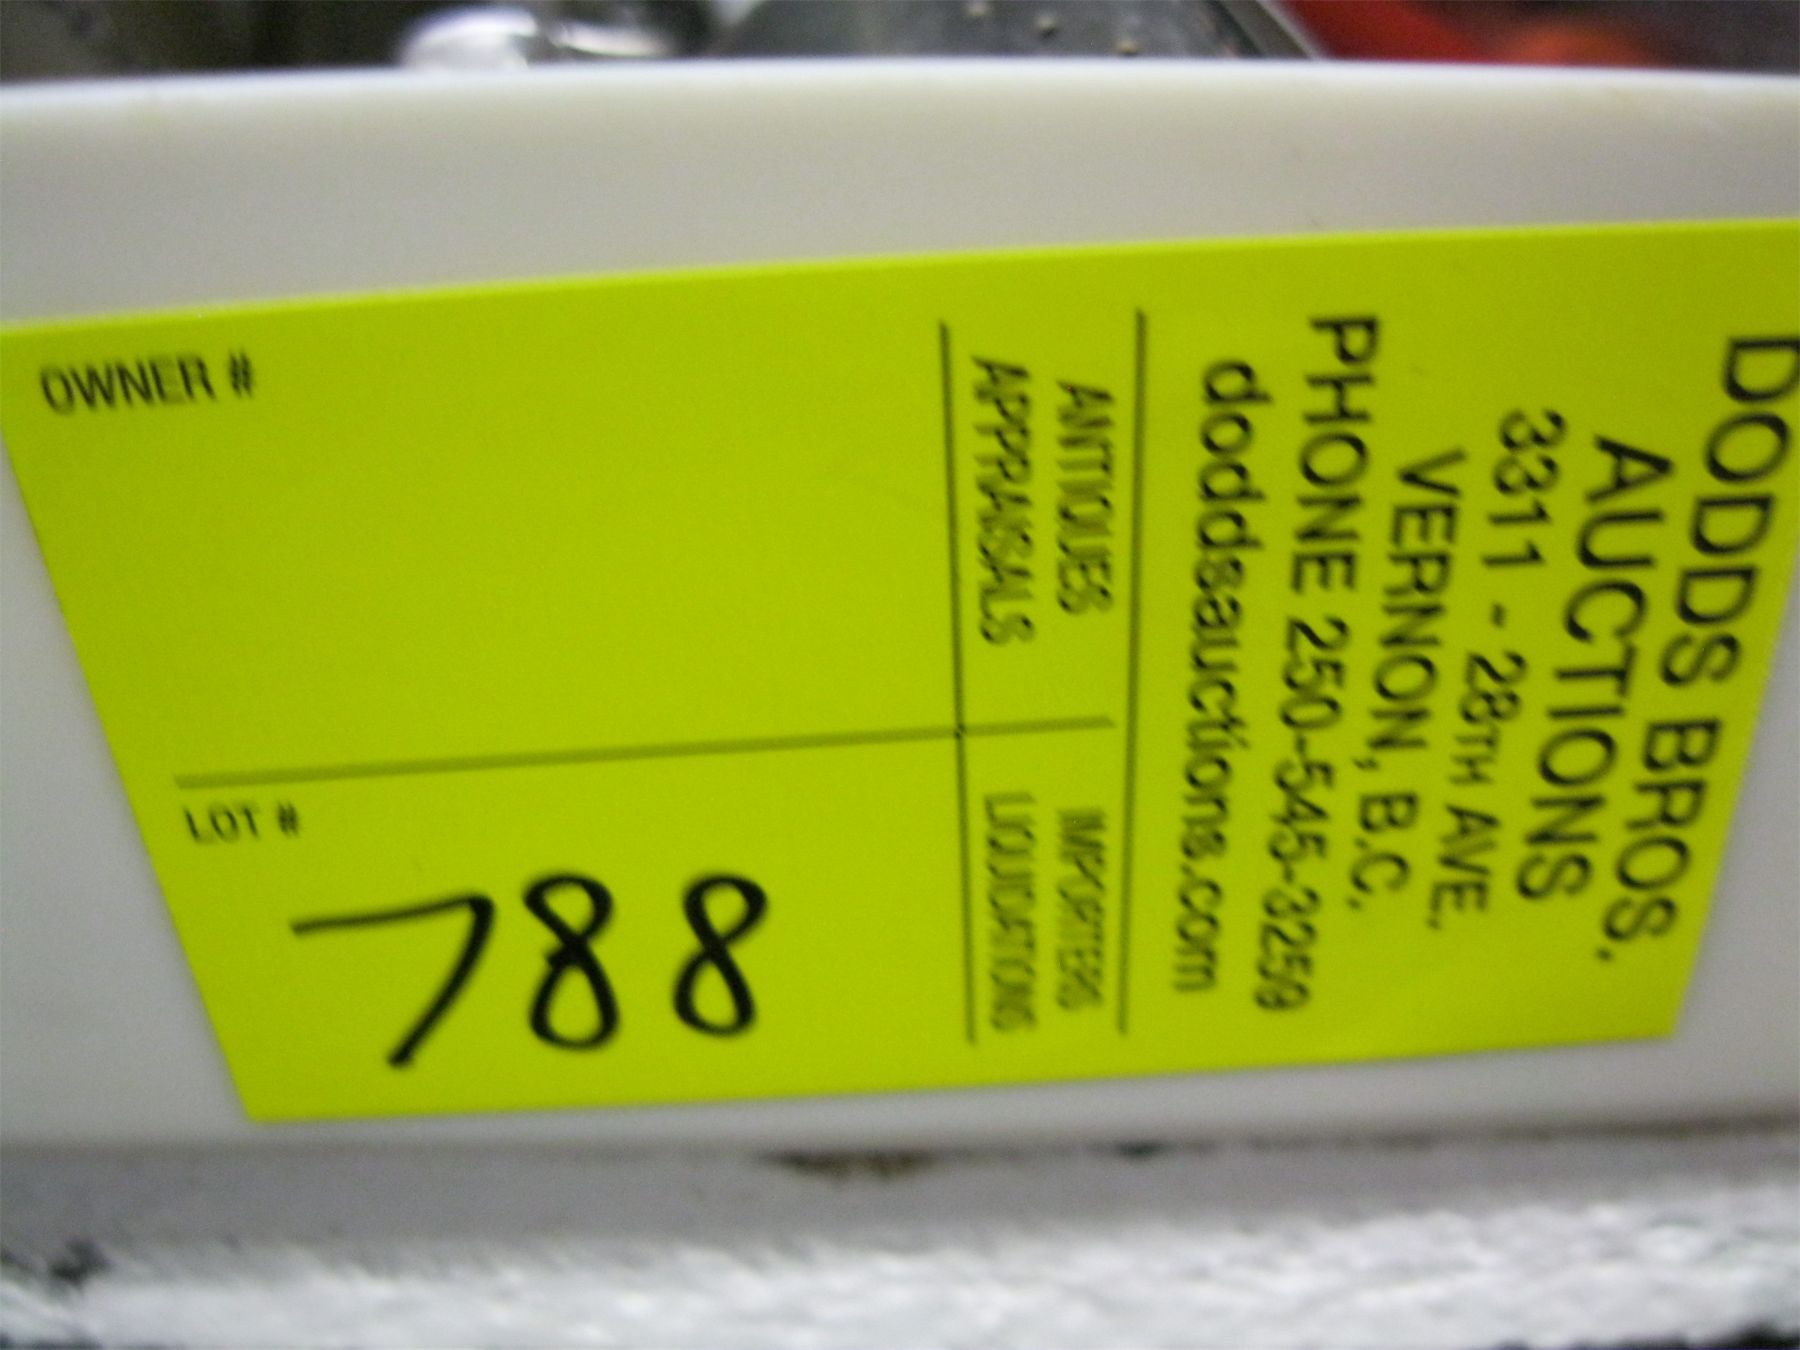 DODDS BROS.
AUCTIONS
3311 - 28TH AVE.
VERNON, B.C.
PHONE 250-545-3259
doddsauctions.com
ANTIQUES IMPORTERS
APPRAISALS LIQUIDATIONS
OWNER #
LOT #
788